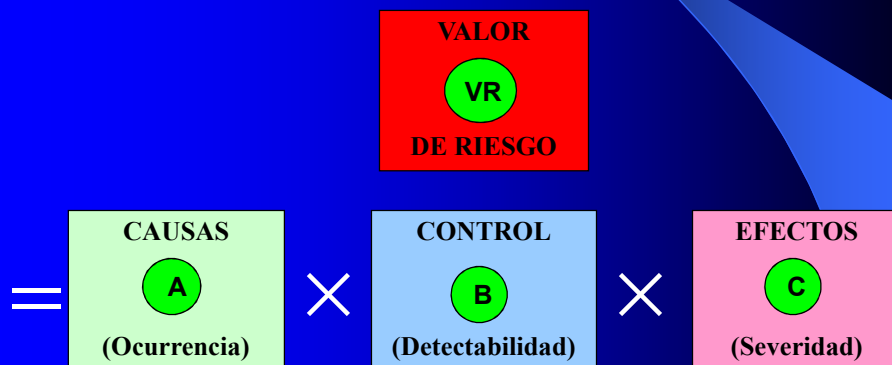 VALOR
VR
DE RIESGO
CAUSAS
CONTROL
EFECTOS
= A × B × C
(Ocurrencia)
(Detectabilidad)
(Severidad)